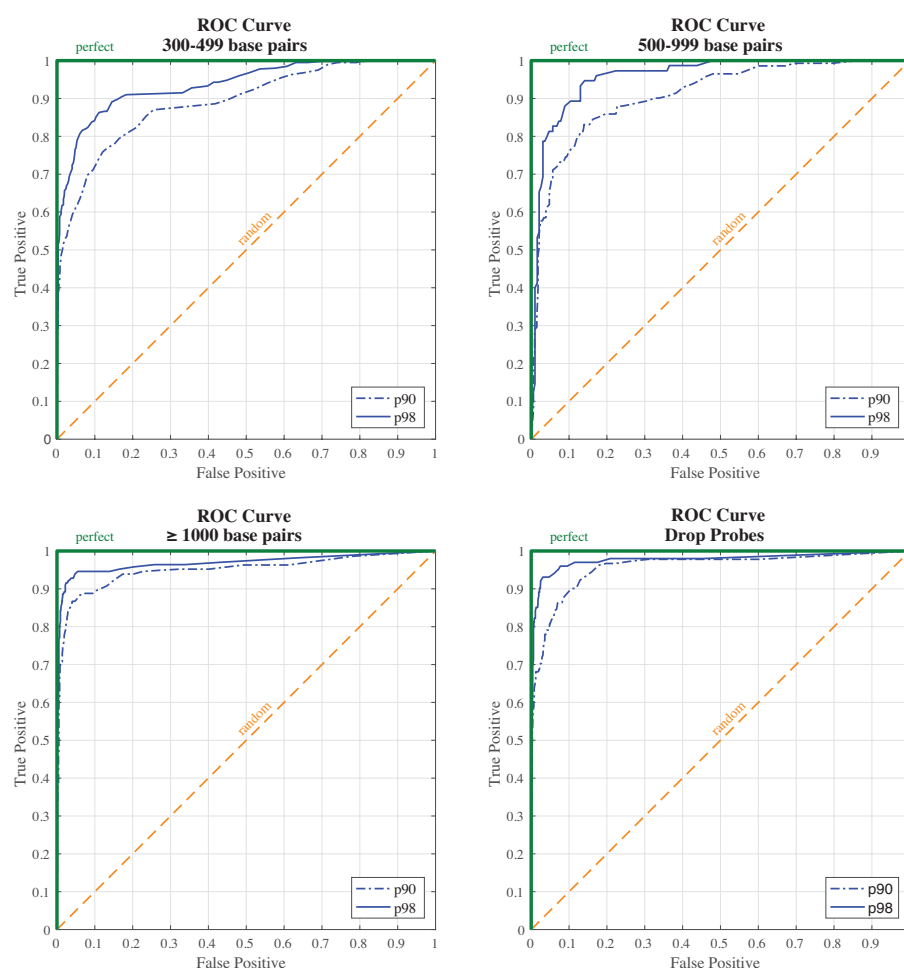 ROC Curve
300-499 base pairs
perfect
1
0.9
0.8
0.7
0.6
0.5
0.4
0.3
0.2
0.1
0
True Positive
random
p90
p98
0 0.1 0.2 0.3 0.4 0.5 0.6 0.7 0.8 0.9 1
False Positive
ROC Curve
500-999 base pairs
perfect
1
0.9
0.8
0.7
0.6
0.5
0.4
0.3
0.2
0.1
0
True Positive
random
p90
p98
0 0.1 0.2 0.3 0.4 0.5 0.6 0.7 0.8 0.9
False Positive
ROC Curve
≥ 1000 base pairs
perfect
1
0.9
0.8
0.7
0.6
0.5
0.4
0.3
0.2
0.1
0
True Positive
random
p90
p98
0 0.1 0.2 0.3 0.4 0.5 0.6 0.7 0.8 0.9 1
False Positive
ROC Curve
Drop Probes
perfect
1
0.9
0.8
0.7
0.6
0.5
0.4
0.3
0.2
0.1
0
True Positive
random
p90
p98
0 0.1 0.2 0.3 0.4 0.5 0.6 0.7 0.8 0.9
False Positive